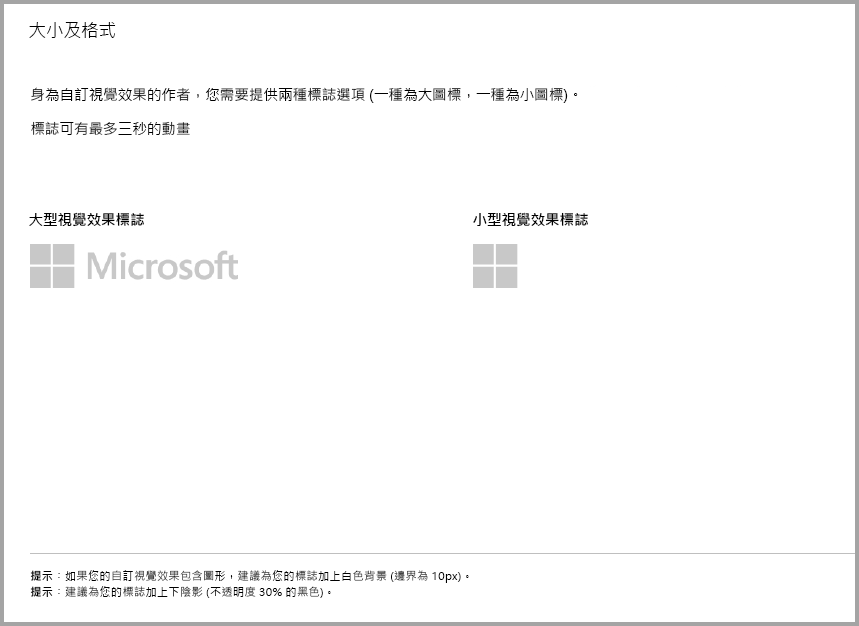 大小及格式
身為自訂視覺效果的作者，您需要提供兩種標誌選項 (一種為大圖標，一種為小圖標)。
標誌可有最多三秒的動畫
大型視覺效果標誌
小型視覺效果標誌
Microsoft
提示：如果您的自訂視覺效果包含圖形，建議為您的標誌加上白色背景 (邊界為 10px)。
提示：建議為您的標誌加上下陰影 (不透明度 30% 的黑色)。